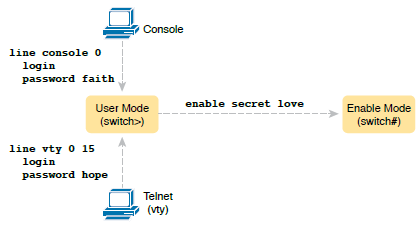 Console
line console 0
login
password faith
User Mode
(switch>)
enable secret love
Enable Mode
(switch#)
line vty 0 15
login
password hope
Telnet
(vty)